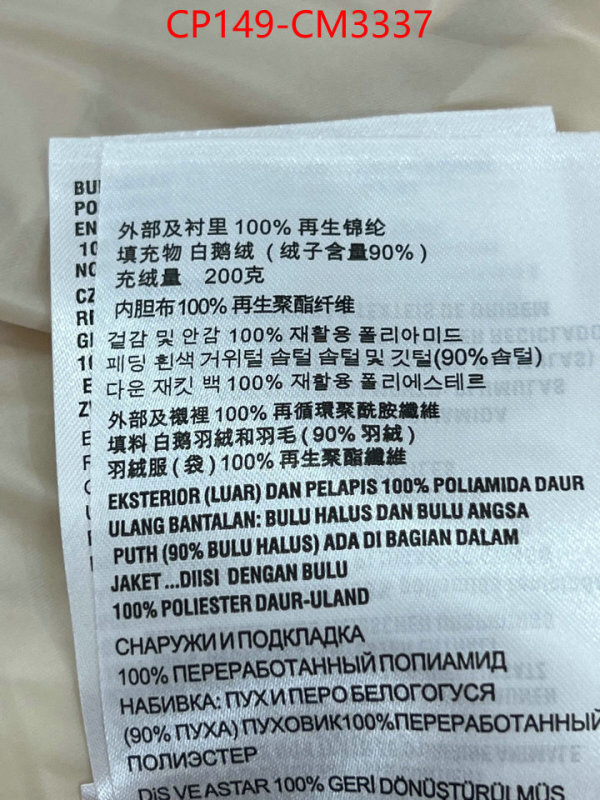 CP149-CM3337
外部及衬里 100% 再生锦纶
填充物 白鹅绒（绒子含量90%）
充绒量 200克
内胆布100% 再生聚酯纤维
겉감 및 안감 100% 재활용 폴리아미드
페딩 흰색 거위털 솝털 솝털 및 깃털(90%솝털)
다운 재킷 백 100% 재활용 폴리에스테르
外部及襯裡 100% 再循環聚酰胺纖維
填料 白鹅羽絨和羽毛（90% 羽絨）
羽絨服（袋）100% 再生聚酯纖維
EKSTERIOR (LUAR) DAN PELAPIS 100% POLIAMIDA DAUR
ULANG BANTALAN: BULU HALUS DAN BULU ANGSA
PUTH (90% BULU HALUS) ADA DI BAGIAN DALAM
JAKET ...DIISI DENGAN BULU
100% POLIESTER DAUR-ULAND
СНАРУЖИ И ПОДКЛАДКА
100% ПЕРЕРАБОТАННЫЙ ПОПИАМИД
НАБИВКА: ПУХ И ПЕРО БЕЛОГОГУСЯ
(90% ПУХА) ПУХОВИК100%ПЕРЕРАБОТАННЫЙ
ПОЛИЭСТЕР
DIŞ VE ASTAR 100% GERİ DÖNÜŞTÜRÜLMÜŞ